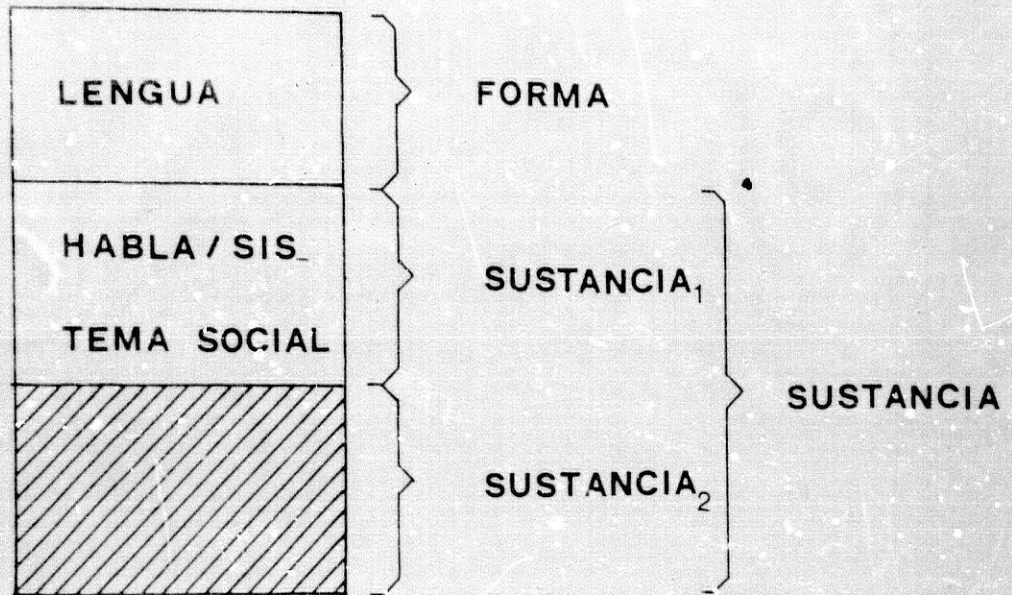 LENGUA
FORMA
HABLA / SIS_
TEMA SOCIAL
SUSTANCIA1
SUSTANCIA
SUSTANCIA2